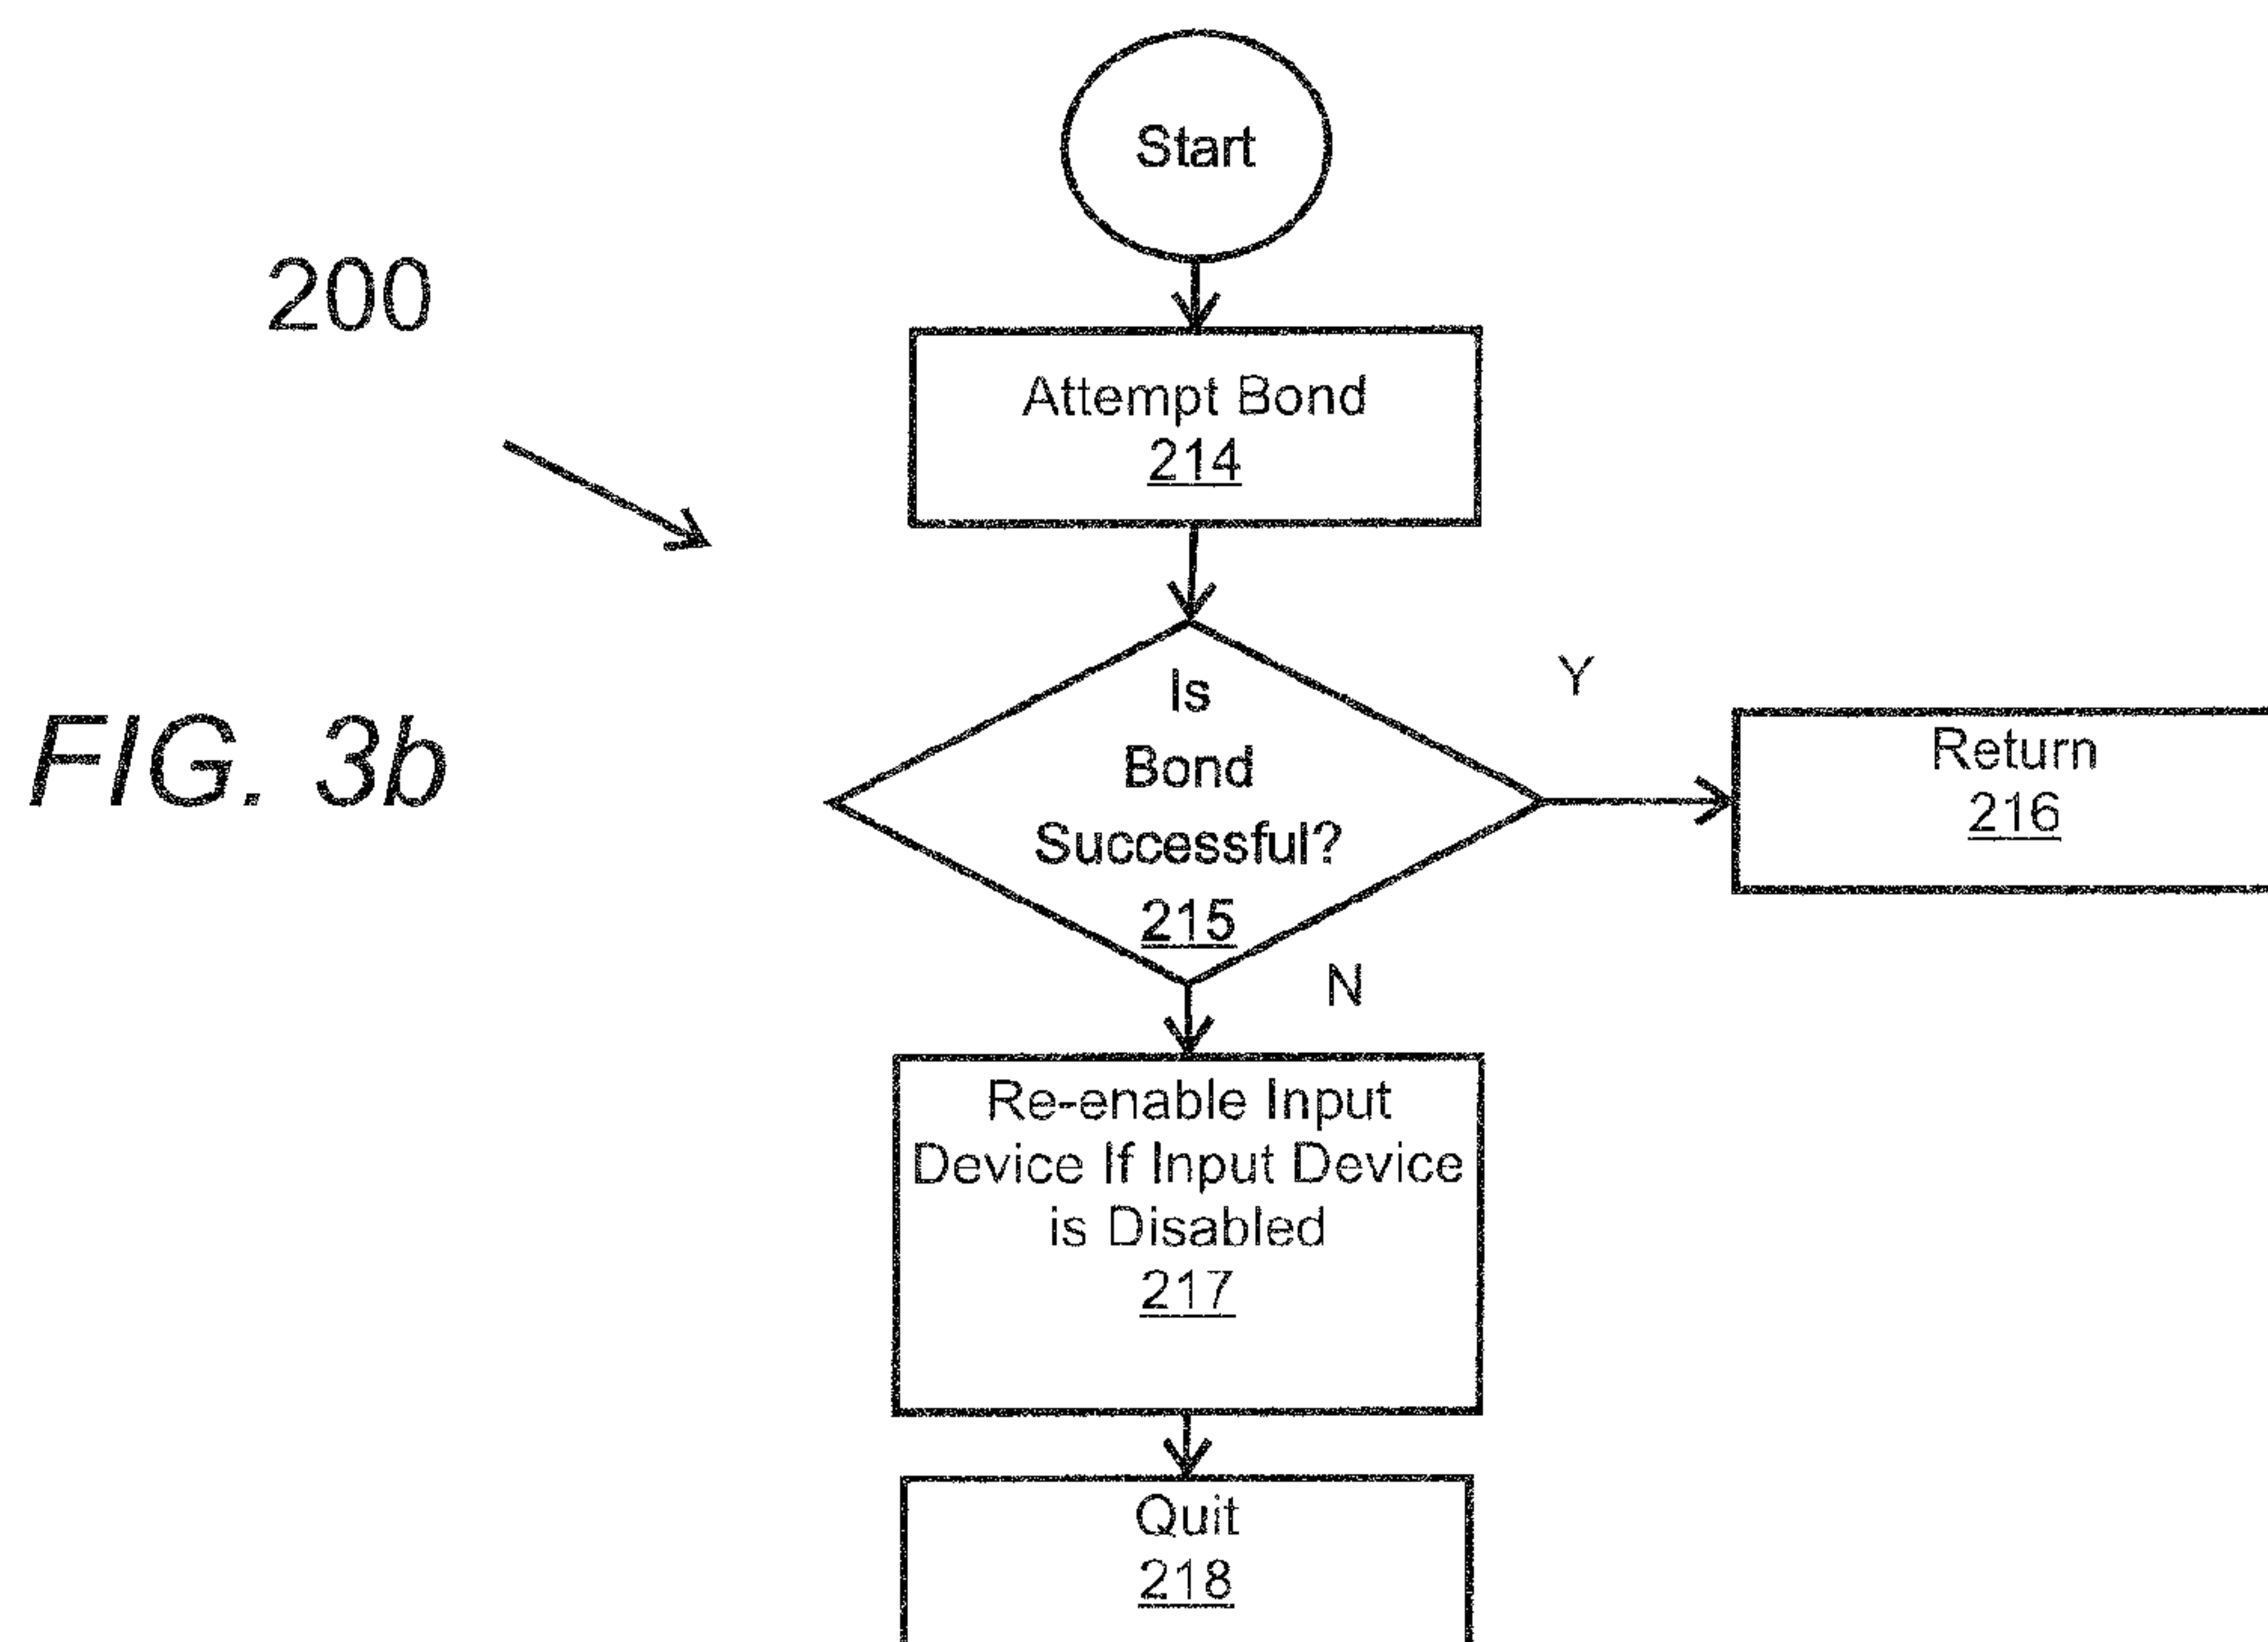 Start
200
Attempt Bond
214
Is
Bond
Successful?
215
Y
Return
216
FIG. 3b
N
Re-enable Input
Device If Input Device
is Disabled
217
Quit
218